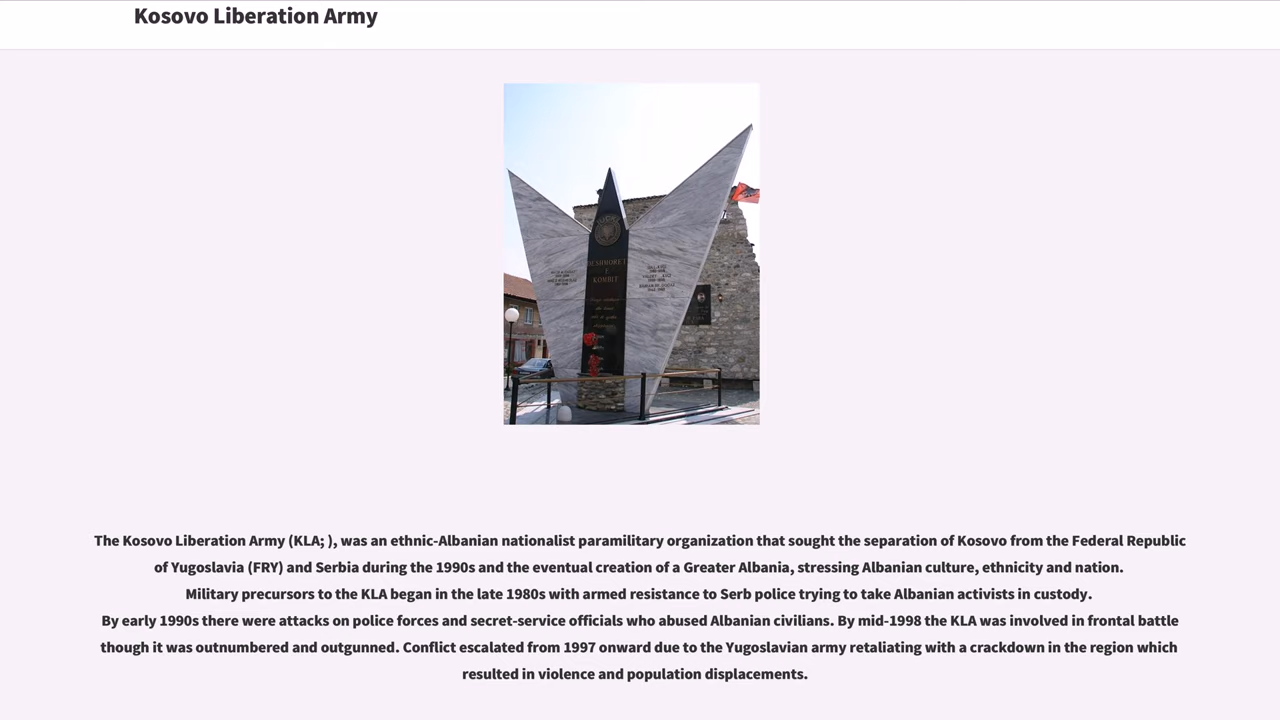 Kosovo Liberation Army
DËSHMORËT
E
KOMBIT
The Kosovo Liberation Army (KLA; ), was an ethnic-Albanian nationalist paramilitary organization that sought the separation of Kosovo from the Federal Republic
of Yugoslavia (FRY) and Serbia during the 1990s and the eventual creation of a Greater Albania, stressing Albanian culture, ethnicity and nation.
Military precursors to the KLA began in the late 1980s with armed resistance to Serb police trying to take Albanian activists in custody.
By early 1990s there were attacks on police forces and secret-service officials who abused Albanian civilians. By mid-1998 the KLA was involved in frontal battle
though it was outnumbered and outgunned. Conflict escalated from 1997 onward due to the Yugoslavian army retaliating with a crackdown in the region which
resulted in violence and population displacements.